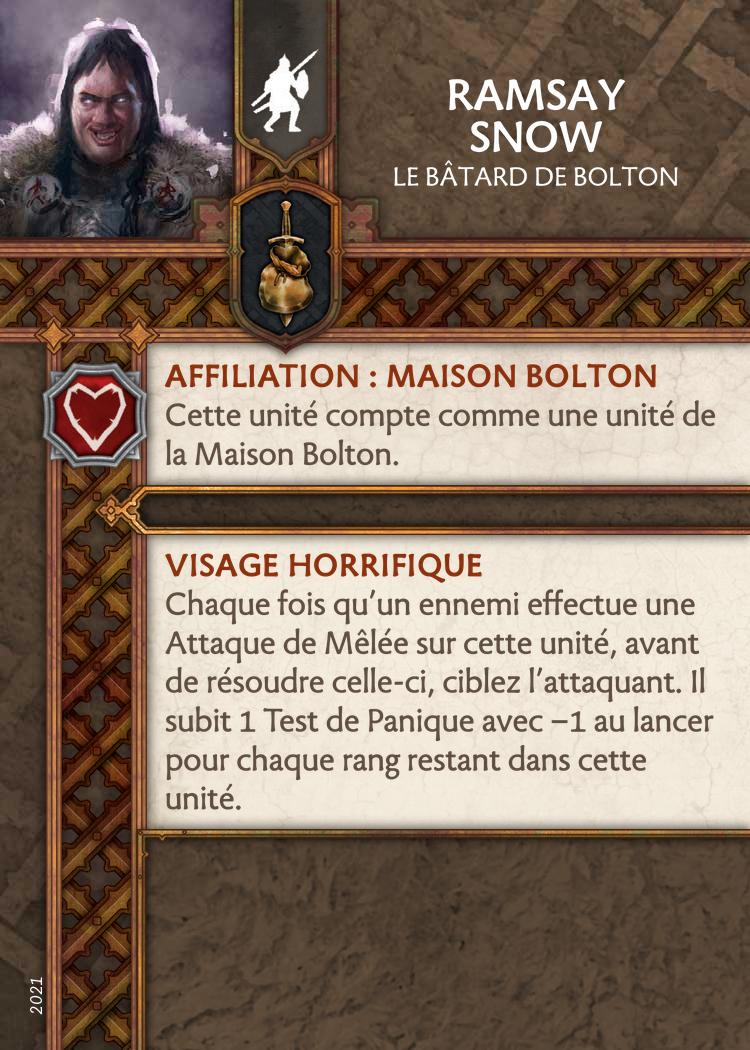 RAMSAY
SNOW
LE BÂTARD DE BOLTON
AFFILIATION : MAISON BOLTON
Cette unité compte comme une unité de
la Maison Bolton.
VISAGE HORRIFIQUE
Chaque fois qu’un ennemi effectue une
Attaque de Mêlée sur cette unité, avant
de résoudre celle-ci, ciblez l’attaquant. Il
subit 1 Test de Panique avec −1 au lancer
pour chaque rang restant dans cette
unité.
2021